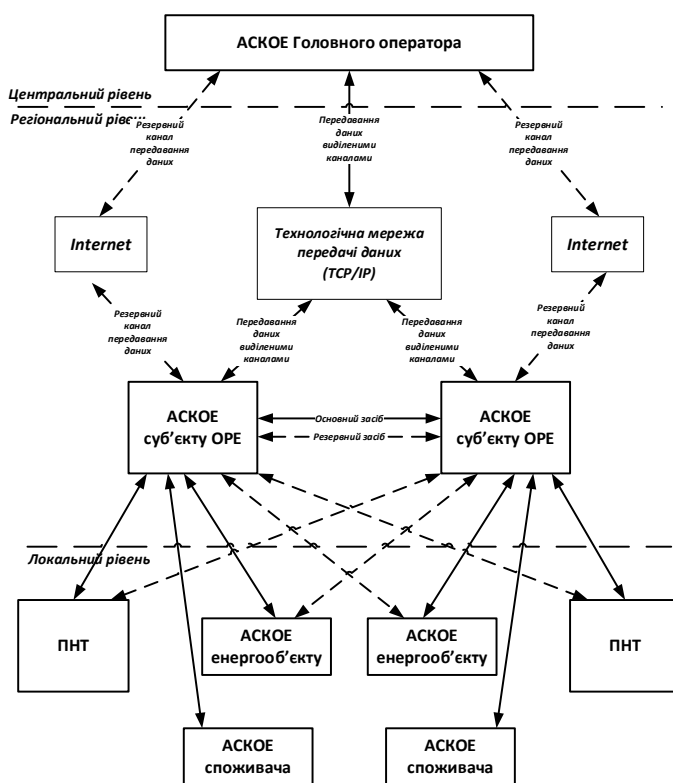 АСКОЕ Головного оператора
Центральний рівень
Регіональний рівень
Резервний
канал
передавання
даних
Передавання
даних
виділеними
каналами
Резервний
канал
передавання
даних
Internet
Технологічна мережа
передачі даних
(TCP/IP)
Internet
Резервний
канал
передавання
даних
Передавання
даних
виділеними
каналами
Передавання
даних
виділеними
каналами
Резервний
канал
передавання
даних
АСКОЕ
суб’єкту ОРЕ
Основний засіб
Резервний засіб
АСКОЕ
суб’єкту ОРЕ
Локальний рівень
ПНТ
АСКОЕ
енергооб’єкту
АСКОЕ
енергооб’єкту
ПНТ
АСКОЕ
споживача
АСКОЕ
споживача